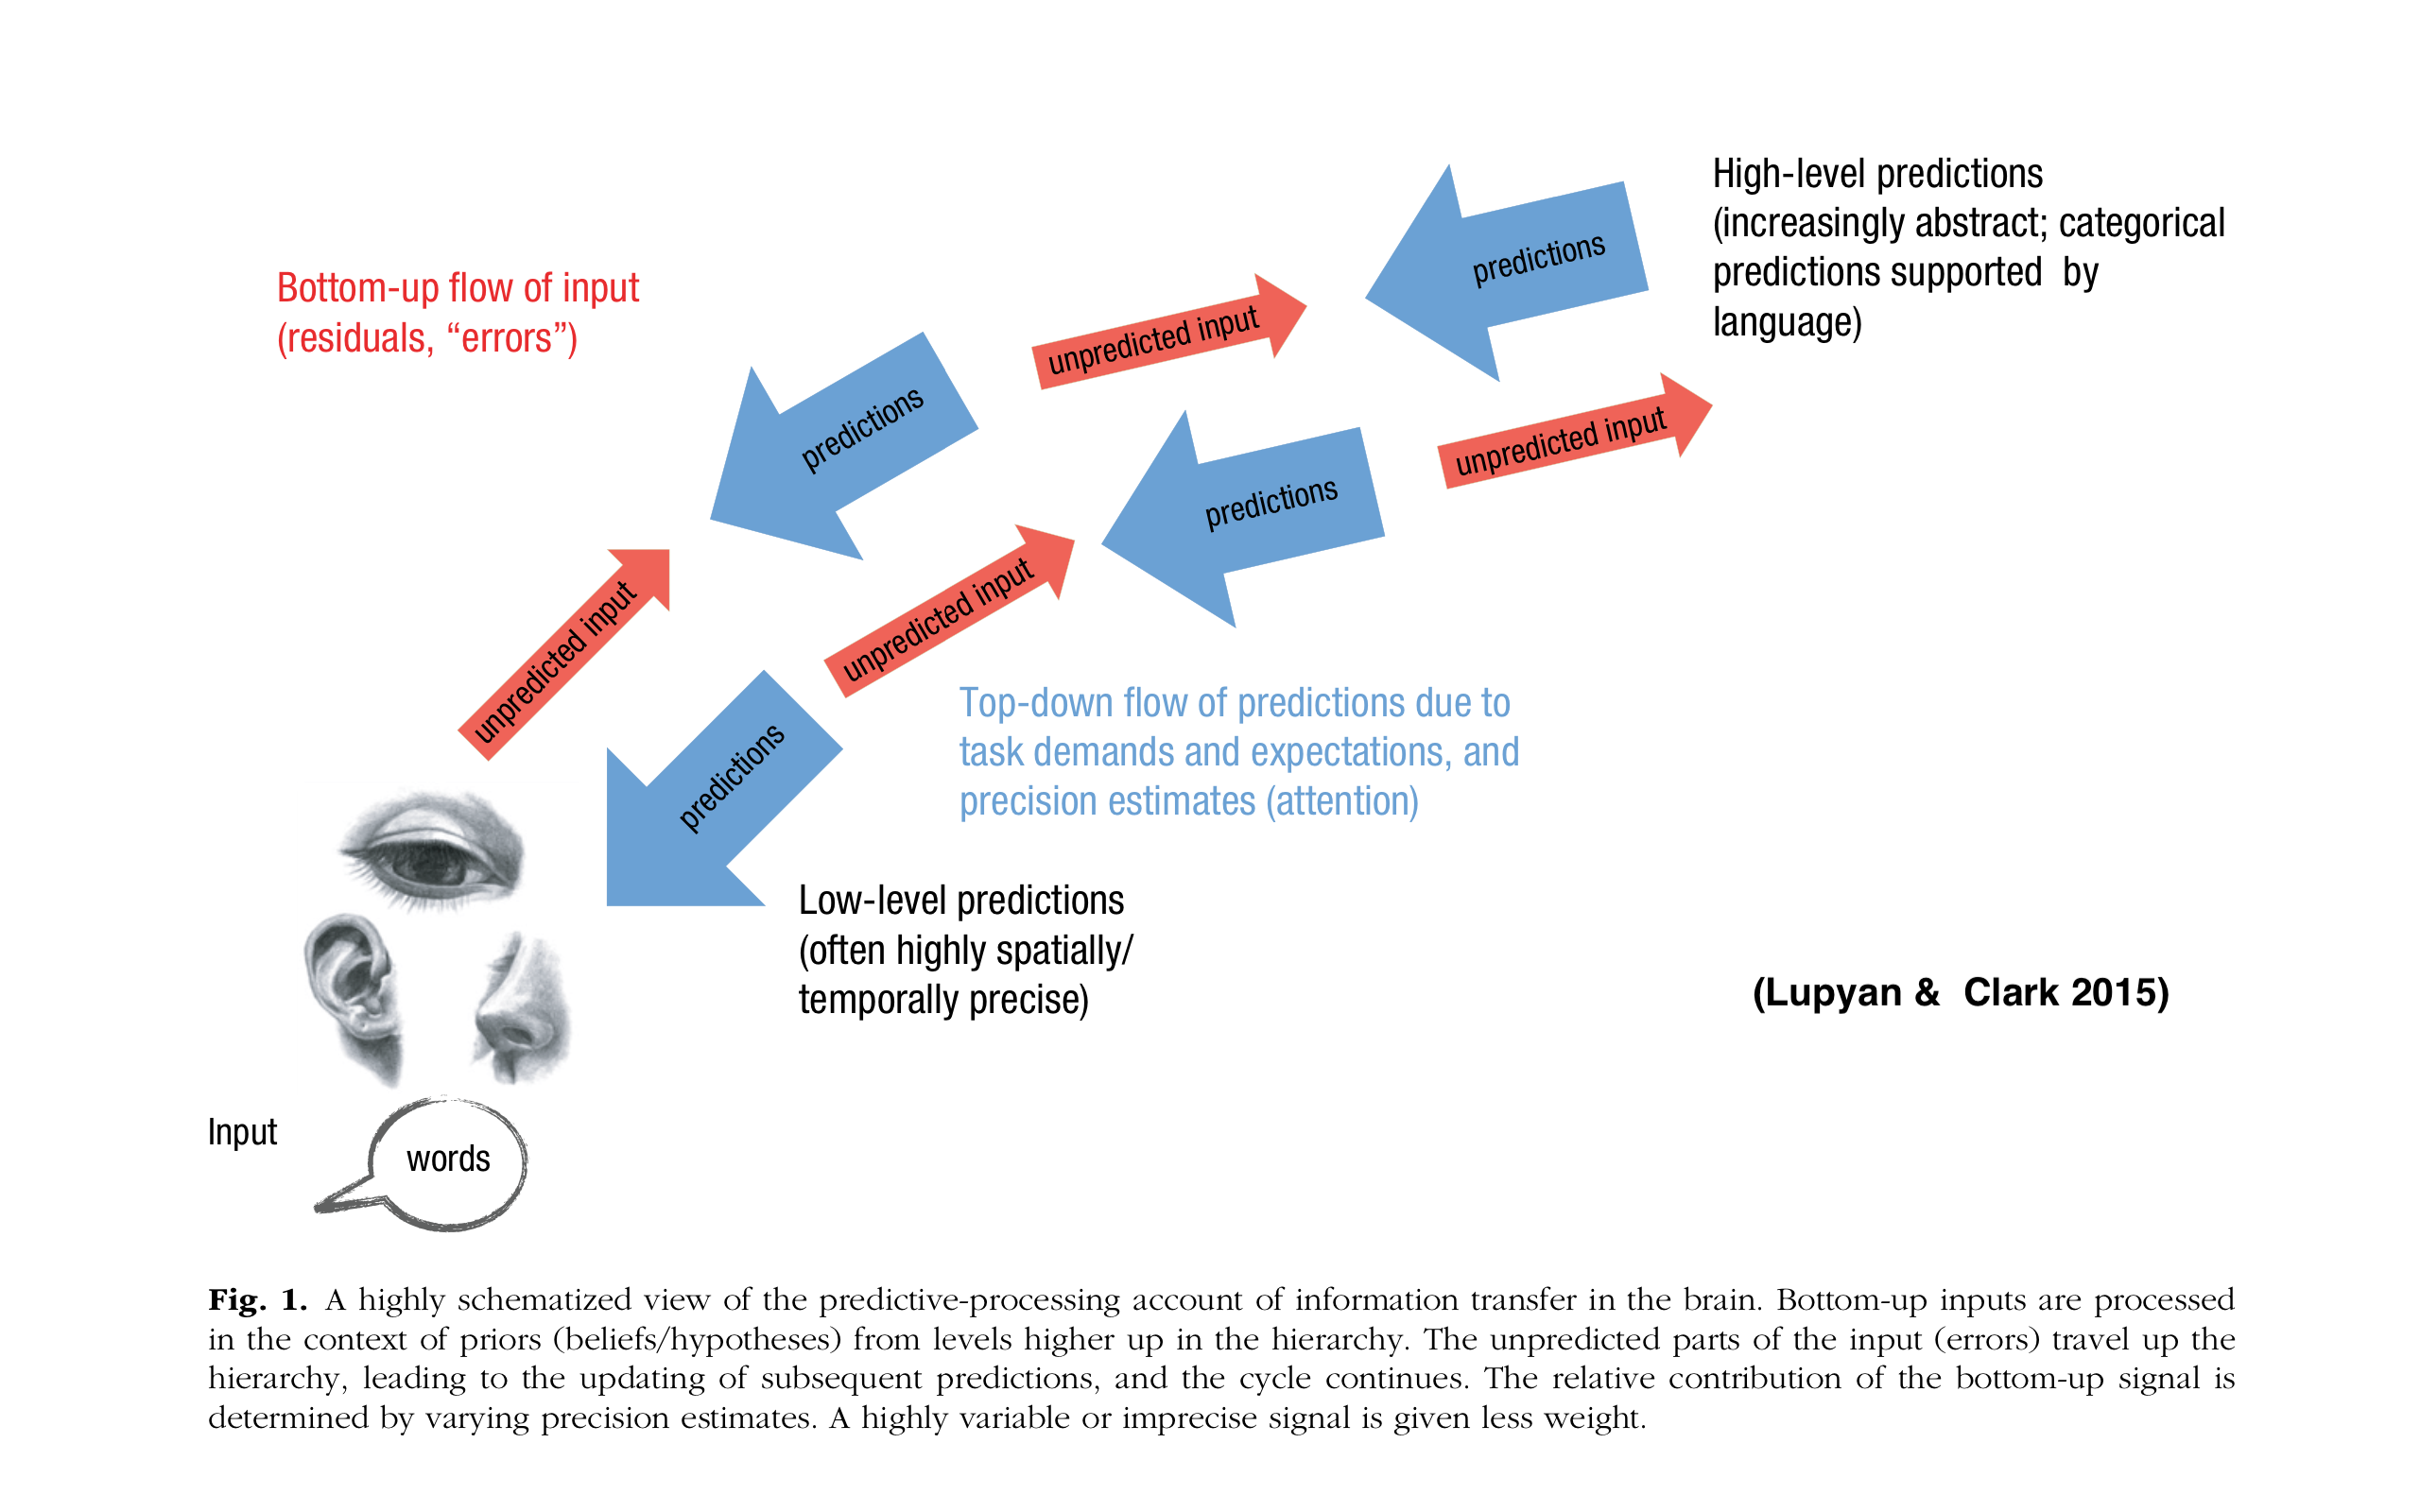 High-level predictions
(increasingly abstract; categorical
predictions supported  by
language)
Bottom-up flow of input
(residuals, “errors”)
predictions
unpredicted input
predictions
unpredicted input
predictions
unpredicted input
unpredicted input
predictions
Top-down flow of predictions due to
task demands and expectations, and
precision estimates (attention)
Low-level predictions
(often highly spatially/
temporally precise)
(Lupyan &  Clark 2015)
Input
words
Fig. 1. A highly schematized view of the predictive-processing account of information transfer in the brain. Bottom-up inputs are processed
in the context of priors (beliefs/hypotheses) from levels higher up in the hierarchy. The unpredicted parts of the input (errors) travel up the
hierarchy, leading to the updating of subsequent predictions, and the cycle continues. The relative contribution of the bottom-up signal is
determined by varying precision estimates. A highly variable or imprecise signal is given less weight.